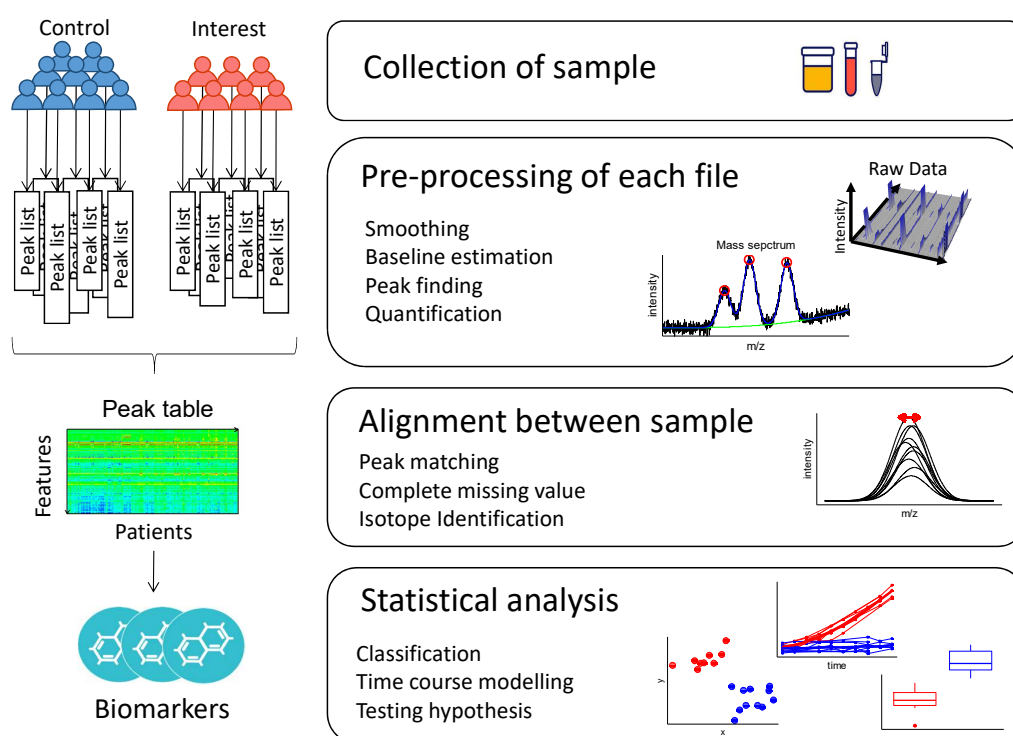 Control
Interest
Peak list
Peak list
Peak list
Peak list
Peak list
Peak list
Peak list
Peak list
Peak table
Features
Patients
Biomarkers
Collection of sample
Pre-processing of each file
Smoothing
Baseline estimation
Peak finding
Quantification
Mass sepctrum
intensity
m/z
Raw Data
Intensity
Alignment between sample
Peak matching
Complete missing value
Isotope Identification
intensity
m/z
Statistical analysis
Classification
Time course modelling
Testing hypothesis
y
x
time